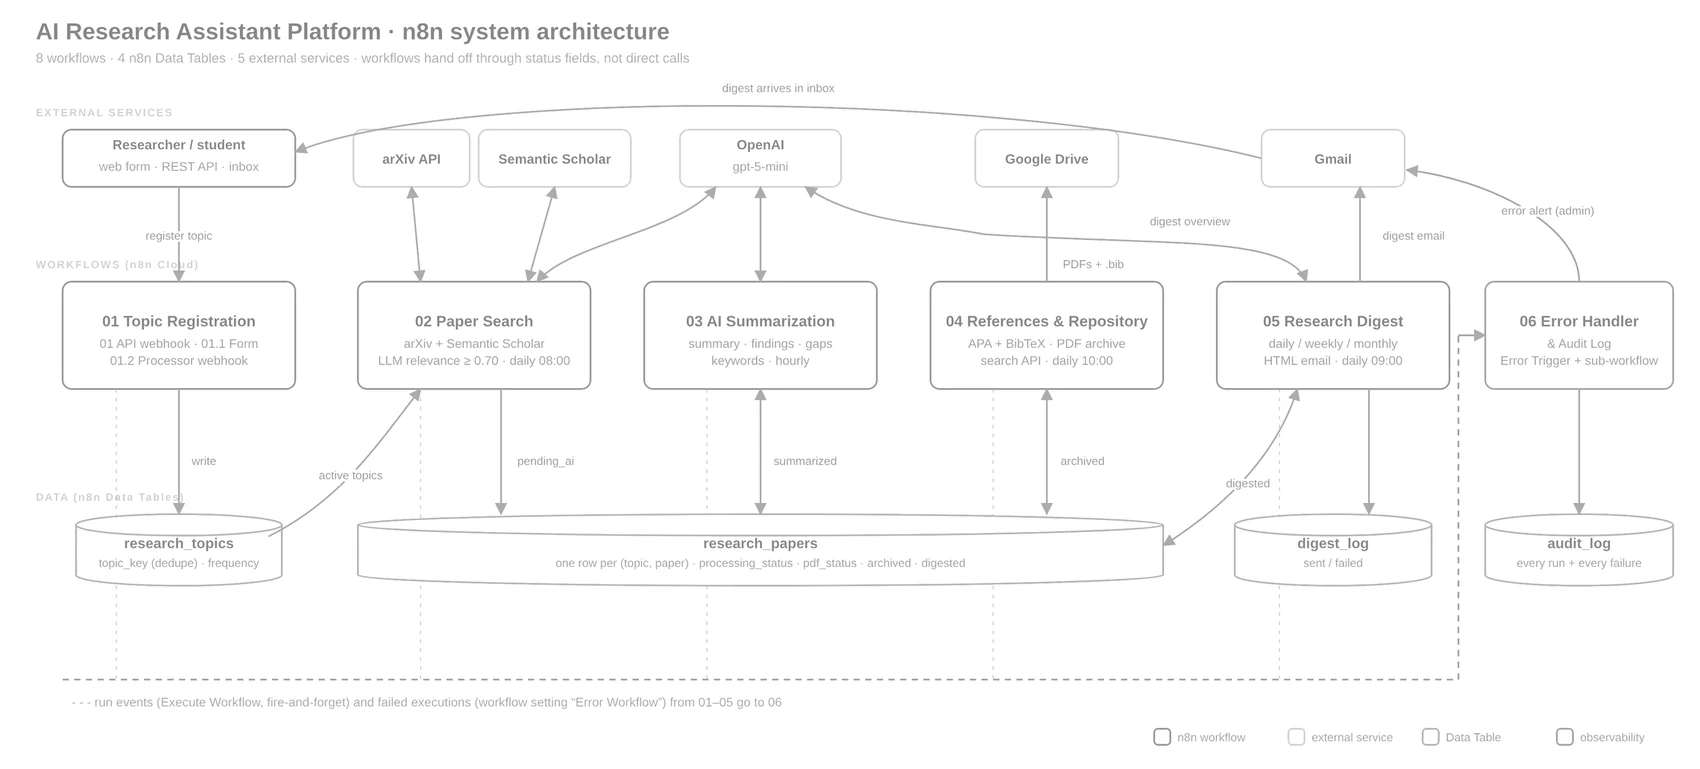 AI Research Assistant Platform · n8n system architecture
8 workflows · 4 n8n Data Tables · 5 external services · workflows hand off through status fields, not direct calls
digest arrives in inbox
EXTERNAL SERVICES
Researcher / student
web form · REST API · inbox
arXiv API
Semantic Scholar
OpenAI
gpt-5-mini
Google Drive
Gmail
register topic
digest overview
digest email
error alert (admin)
WORKFLOWS (n8n Cloud)
PDFs + .bib
01 Topic Registration
01 API webhook · 01.1 Form
01.2 Processor webhook
02 Paper Search
arXiv + Semantic Scholar
LLM relevance ≥ 0.70 · daily 08:00
03 AI Summarization
summary · findings · gaps
keywords · hourly
04 References & Repository
APA + BibTeX · PDF archive
search API · daily 10:00
05 Research Digest
daily / weekly / monthly
HTML email · daily 09:00
06 Error Handler
& Audit Log
Error Trigger + sub-workflow
write
active topics
pending_ai
summarized
archived
digested
DATA (n8n Data Tables)
research_topics
topic_key (dedupe) · frequency
research_papers
one row per (topic, paper) · processing_status · pdf_status · archived · digested
digest_log
sent / failed
audit_log
every run + every failure
- - - run events (Execute Workflow, fire-and-forget) and failed executions (workflow setting "Error Workflow") from 01–05 go to 06
n8n workflow
external service
Data Table
observability